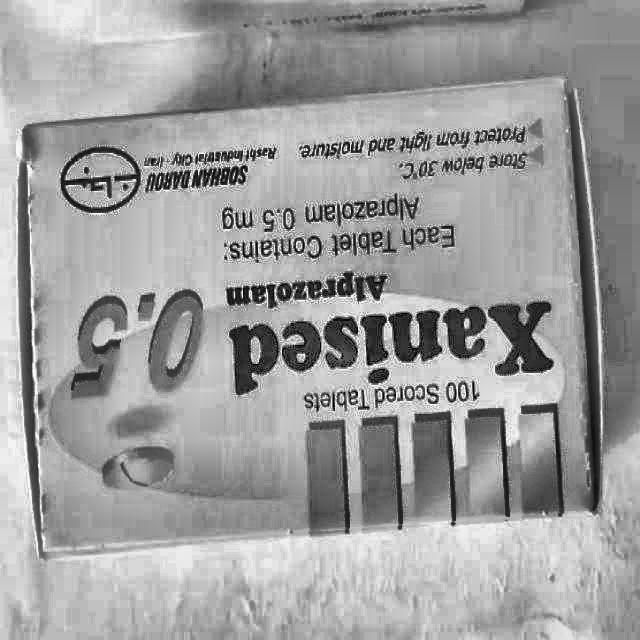 100 Scored Tablets
Xanised 0.5
Alprazolam
Each Tablet Contains:
Alprazolam 0.5 mg
Store below 30°C.
Protect from light and moisture.
SOBHAN DAROU
Rasht Industrial City-Iran